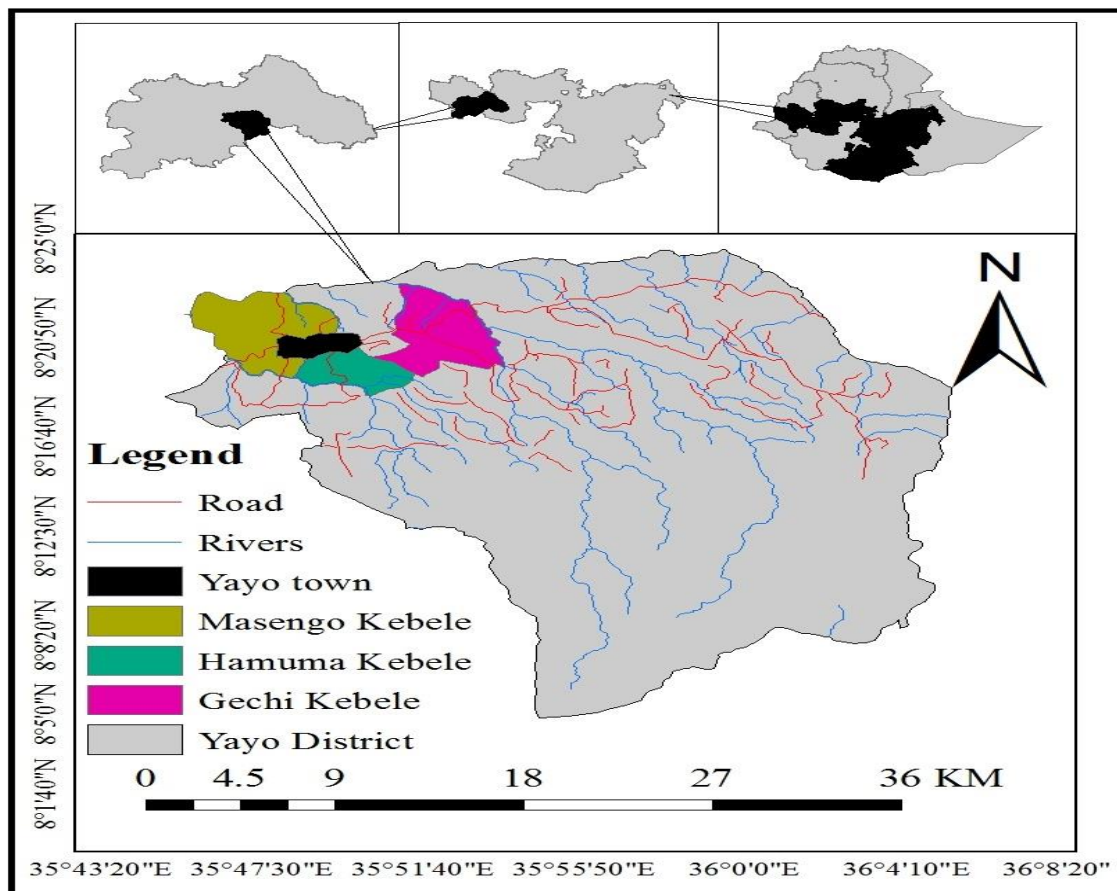 8°25'0"N
8°20'50"N
8°16'40"N
8°12'30"N
8°8'20"N
8°5'0"N
8°1'40"N
N
Legend
Road
Rivers
Yayo town
Masengo Kebele
Hamuma Kebele
Gechi Kebele
Yayo District
0 4.5 9 18 27 36 KM
35°43'20"E 35°47'30"E 35°51'40"E 35°55'50"E 36°0'0"E 36°4'10"E 36°8'20"